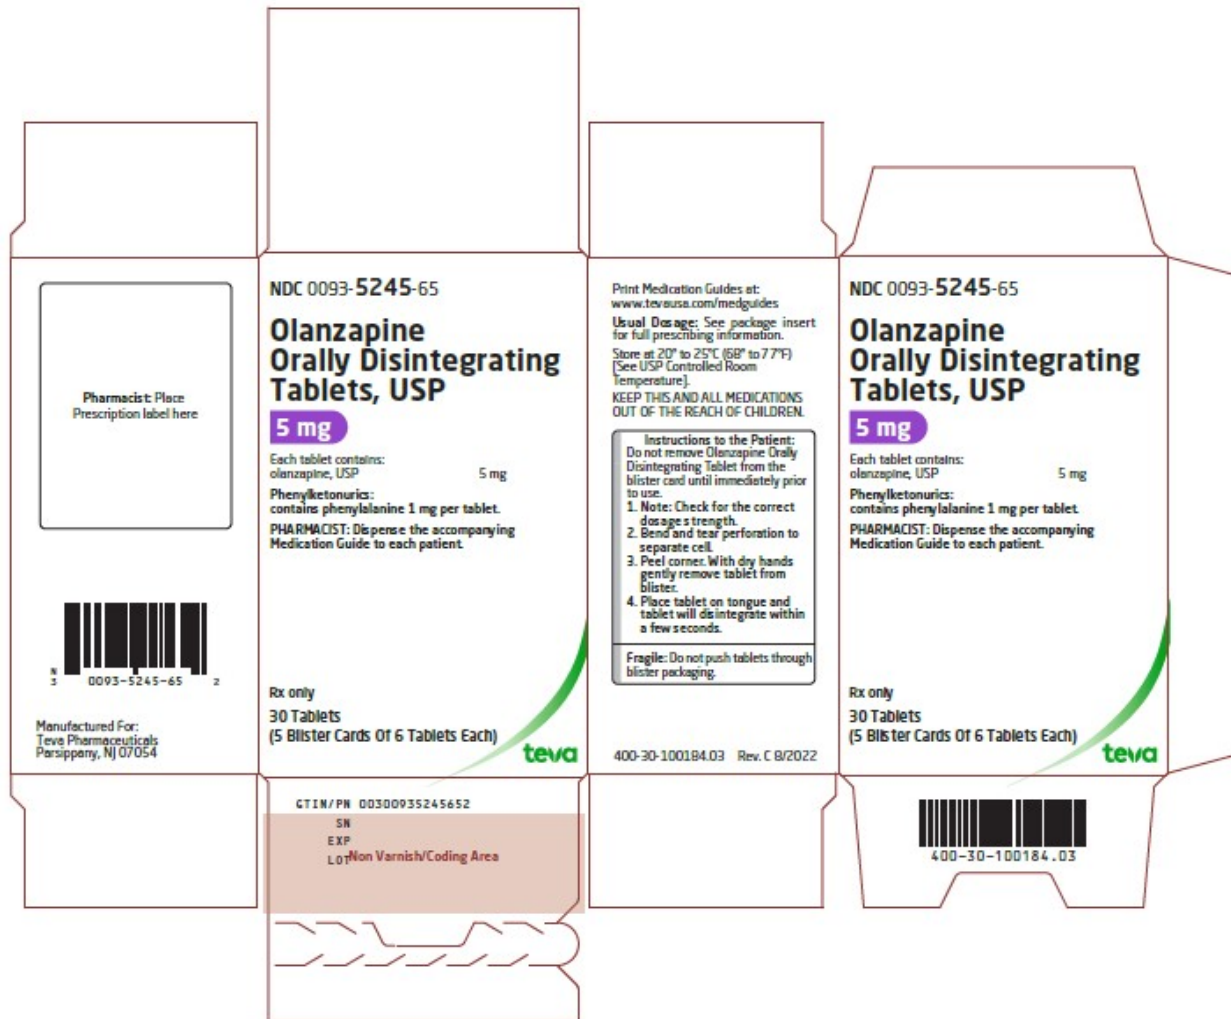 Pharmacist: Place
Prescription label here
N
3
0093-5245-65
2
Manufactured For:
Teva Pharmaceuticals
Parsippany, NJ 07054
NDC 0093-5245-65
Olanzapine
Orally Disintegrating
Tablets, USP
5 mg
Each tablet contains:
olanzapine, USP 5 mg
Phenylketonurics:
contains phenylalanine 1 mg per tablet.
PHARMACIST: Dispense the accompanying
Medication Guide to each patient.
Rx only
30 Tablets
(5 Blister Cards Of 6 Tablets Each)
teva
GTIN/PN 00300935245652
SN
EXP
LOT
Non Varnish/Coding Area
Print Medication Guides at:
www.tevausa.com/medguides
Usual Dosage: See package insert
for full prescribing information.
Store at 20° to 25°C (68° to 77°F)
[See USP Controlled Room
Temperature].
KEEP THIS AND ALL MEDICATIONS
OUT OF THE REACH OF CHILDREN.
Instructions to the Patient:
Do not remove Olanzapine Orally
Disintegrating Tablet from the
blister card until immediately prior
to use.
1. Note: Check for the correct
dosage strength.
2. Bend and tear perforation to
separate cell.
3. Peel corner. With dry hands
gently remove tablet from
blister.
4. Place tablet on tongue and
tablet will disintegrate within
a few seconds.
Fragile: Do not push tablets through
blister packaging.
400-30-100184.03 Rev. C 8/2022
NDC 0093-5245-65
Olanzapine
Orally Disintegrating
Tablets, USP
5 mg
Each tablet contains:
olanzapine, USP 5 mg
Phenylketonurics:
contains phenylalanine 1 mg per tablet.
PHARMACIST: Dispense the accompanying
Medication Guide to each patient.
Rx only
30 Tablets
(5 Blister Cards Of 6 Tablets Each)
teva
400-30-100184.03